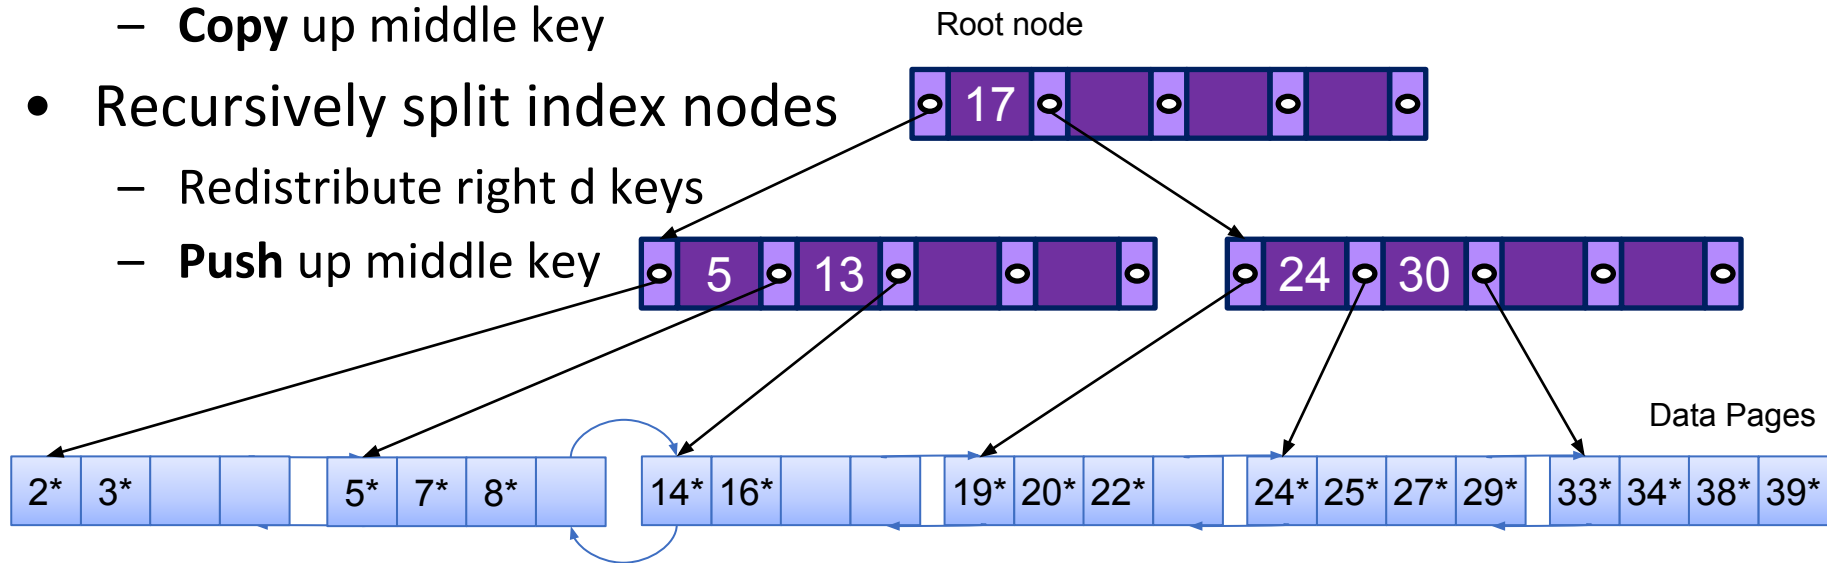 – Copy up middle key
Root node
• Recursively split index nodes
17
– Redistribute right d keys
– Push up middle key
5 13
24 30
Data Pages
2* 3*
5* 7* 8*
14* 16*
19* 20* 22*
24* 25* 27* 29*
33* 34* 38* 39*